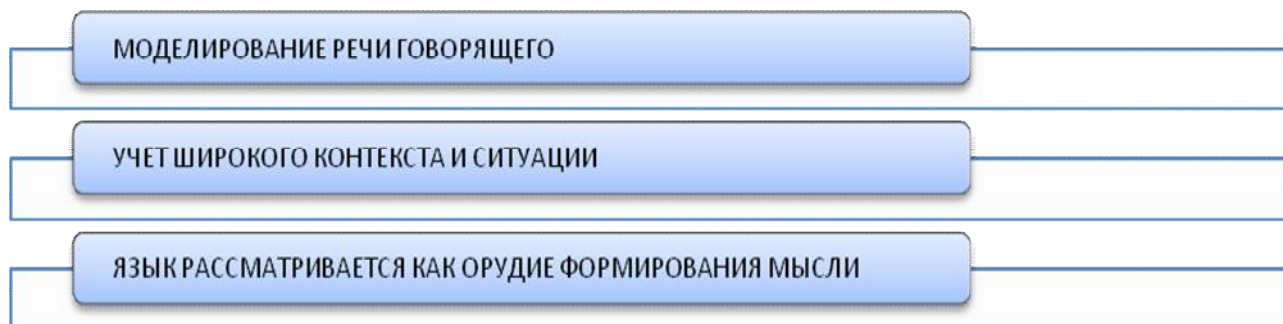 МОДЕЛИРОВАНИЕ РЕЧИ ГОВОРЯЩЕГО
УЧЕТ ШИРОКОГО КОНТЕКСТА И СИТУАЦИИ
ЯЗЫК РАССМАТРИВАЕТСЯ КАК ОРУДИЕ ФОРМИРОВАНИЯ МЫСЛИ